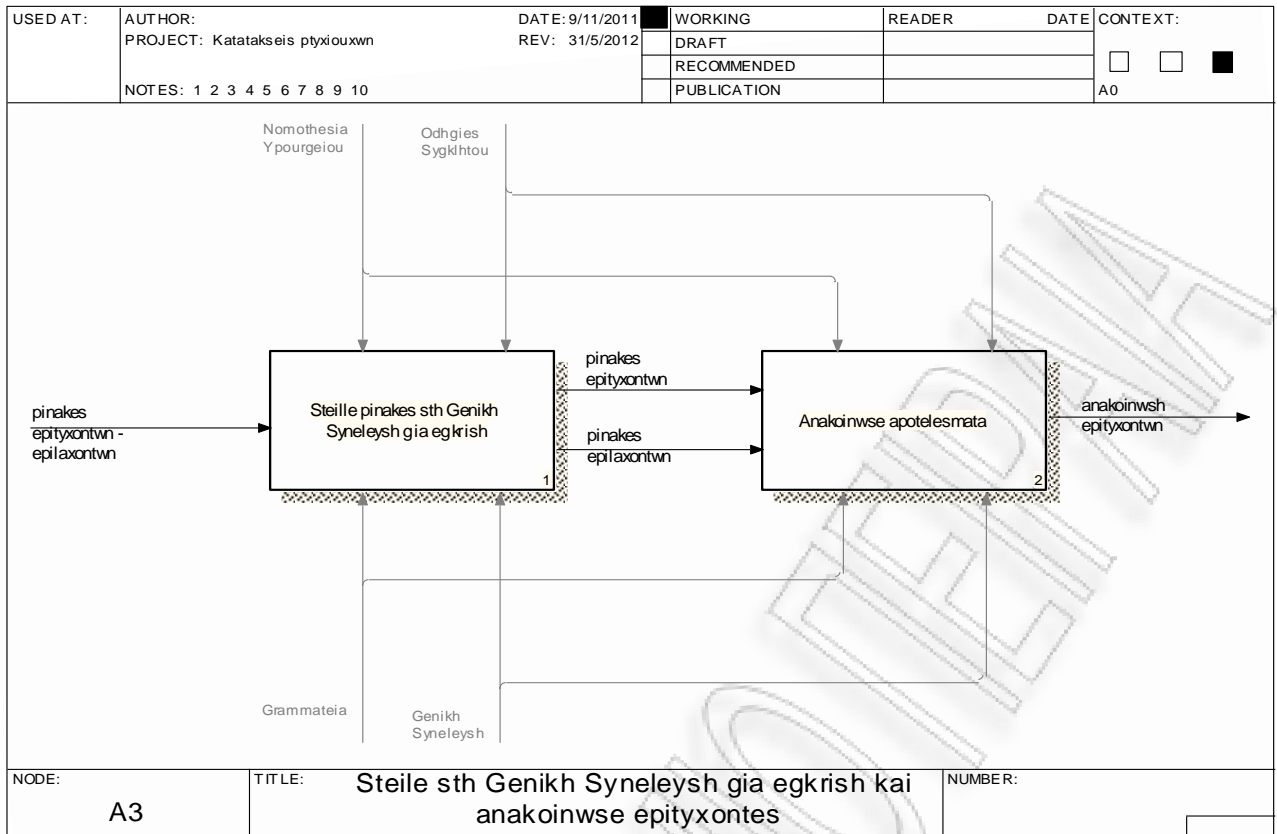 USED AT:
AUTHOR:
DATE: 9/11/2011
PROJECT: Katatakseis ptyxiouxwn
REV: 31/5/2012
NOTES: 1 2 3 4 5 6 7 8 9 10
WORKING
DRAFT
RECOMMENDED
PUBLICATION
READER
DATE
CONTEXT:
A0
Nomothesia
Ypourgeiou
Odhgies
Sygklhtou
pinakes
epityxontwn -
epilaxontwn
Steille pinakes sth Genikh
Syneleysh gia egkrish
1
pinakes
epityxontwn
pinakes
epilaxontwn
Anakoinwse apotelesmata
2
anakoinwsh
epityxontwn
Grammateia
Genikh
Syneleysh
NODE:
A3
TITLE:
Steile sth Genikh Syneleysh gia egkrish kai
anakoinwse epityxontes
NUMBER: